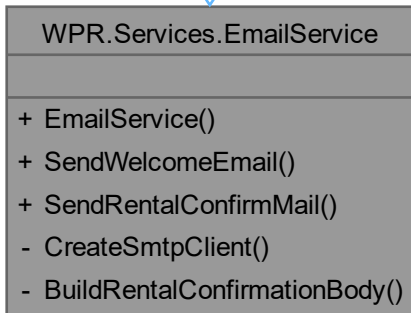 WPR.Services.EmailService
+ EmailService()
+ SendWelcomeEmail()
+ SendRentalConfirmMail()
- CreateSmtpClient()
- BuildRentalConfirmationBody()